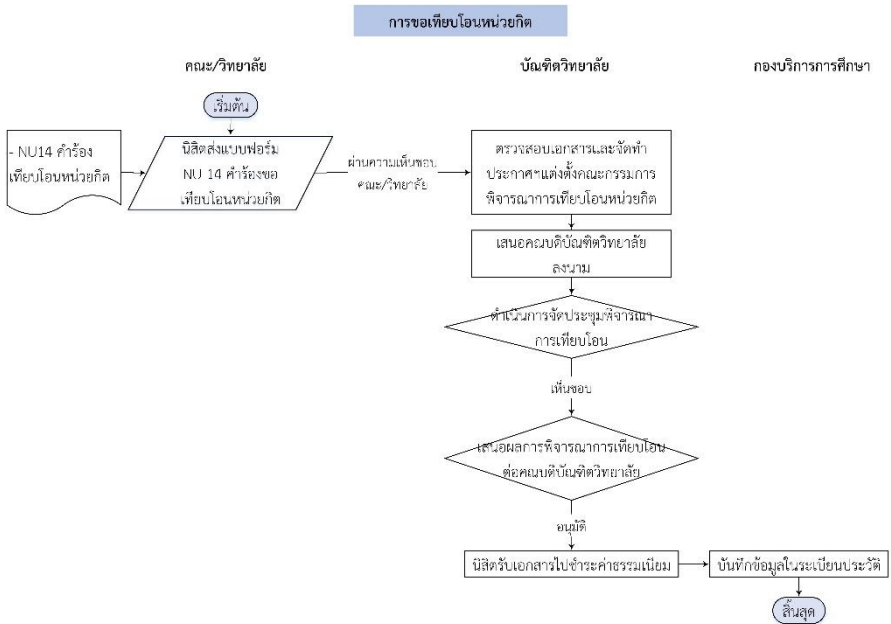 การขอเทียบโอนหน่วยกิต
คณะ/วิทยาลัย
บัณฑิตวิทยาลัย
กองบริการการศึกษา
เริ่มต้น
- NU14 คำร้อง
เทียบโอนหน่วยกิต
นิสิตส่งแบบฟอร์ม
NU 14 คำร้องขอ
เทียบโอนหน่วยกิต
ผ่านความเห็นชอบ
คณะ/วิทยาลัย
ตรวจสอบเอกสารและจัดทำ
ประกาศฯแต่งตั้งคณะกรรมการ
พิจารณาการเทียบโอนหน่วยกิต
เสนอคณบดีบัณฑิตวิทยาลัย
ลงนาม
ดำเนินการจัดประชุมพิจารณา
การเทียบโอน
เห็นชอบ
เสนอผลการพิจารณาการเทียบโอน
ต่อคณบดีบัณฑิตวิทยาลัย
อนุมัติ
นิสิตรับเอกสารไปชำระค่าธรรมเนียม
บันทึกข้อมูลในระเบียนประวัติ
สิ้นสุด